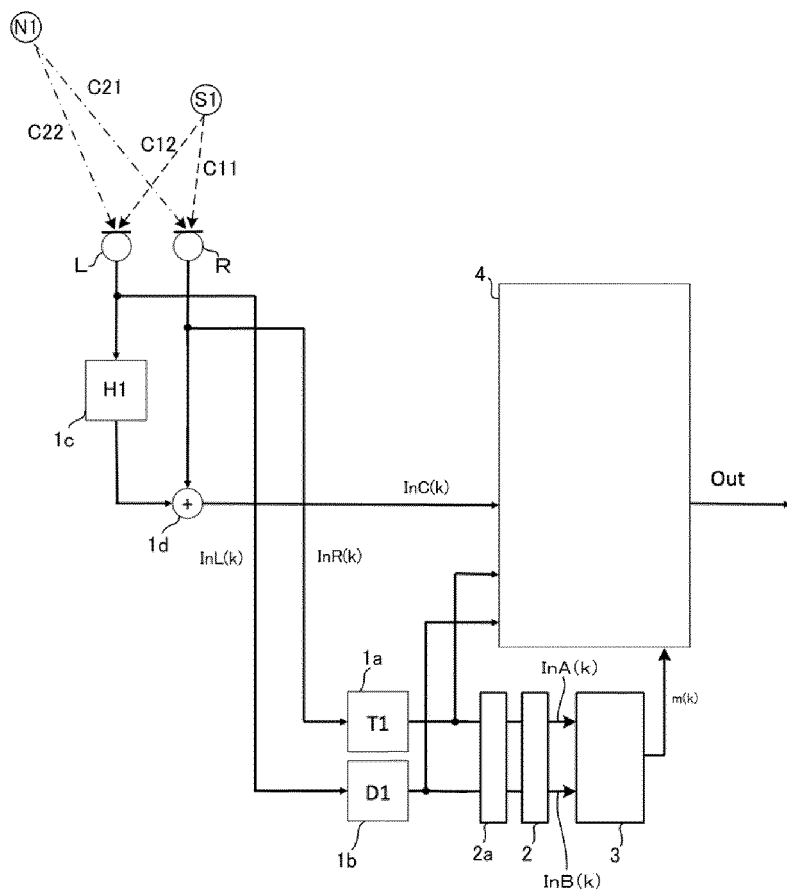 N1
C21
S1
C22
C12
C11
L
R
4
H1
1c
Out
InC(k)
+
1d
InL(k)
InR(k)
1a
InA(k)
m(k)
T1
D1
1b
2a
2
3
InB(k)